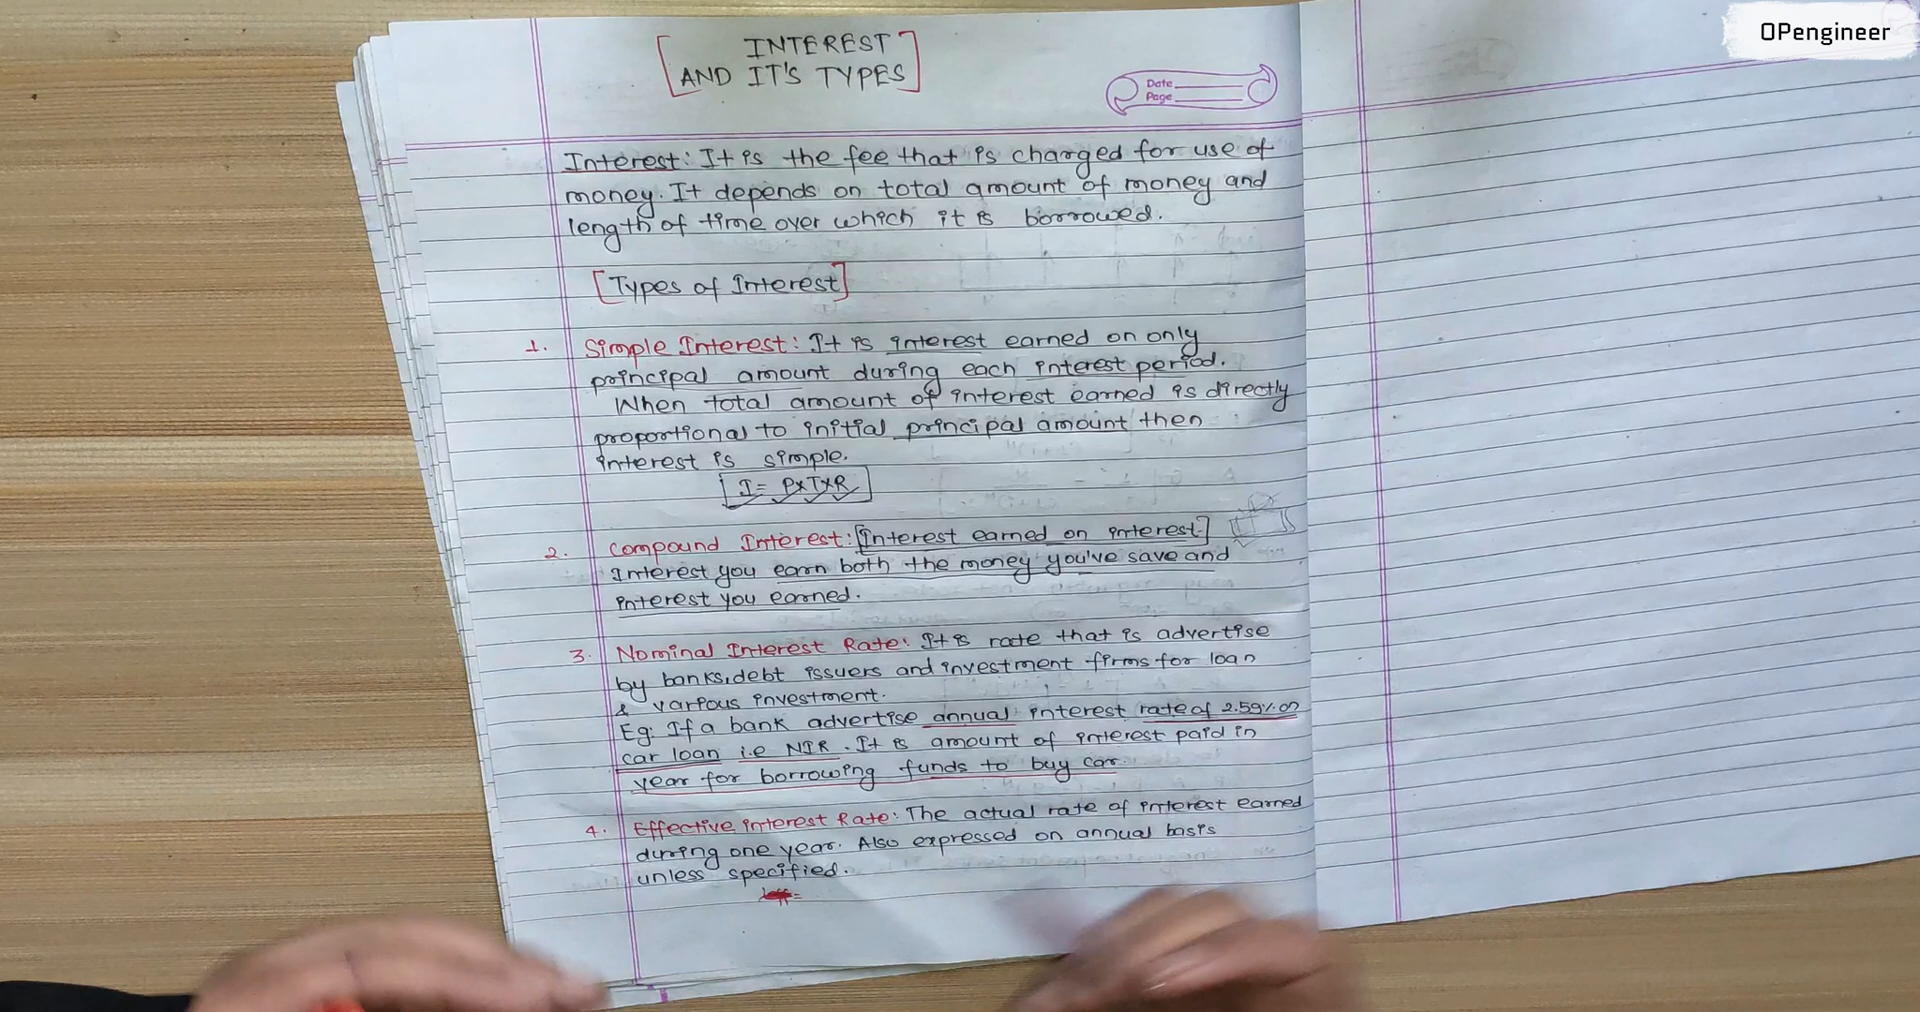 OPengineer
INTEREST
AND IT'S TYPES
Date
Page
Interest: It is the fee that is charged for use of
money. It depends on total amount of money and
length of time over which it is borrowed.
[Types of Interest]
1. Simple Interest: It is interest earned on only
principal amount during each interest period.
When total amount of interest earned is directly
proportional to initial principal amount then
interest is simple.
I = P×T×R
2. Compound Interest: [Interest earned on interest]
Interest you earn both the money you've save and
interest you earned.
3. Nominal Interest Rate: It is rate that is advertise
by banks, debt issuers and investment firms for loan
& various investment.
Eg: If a bank advertise annual interest rate of 2.59% on
car loan i.e NIR. It is amount of interest paid in
year for borrowing funds to buy car.
4. Effective interest Rate: The actual rate of interest earned
during one year. Also expressed on annual basis
unless specified.